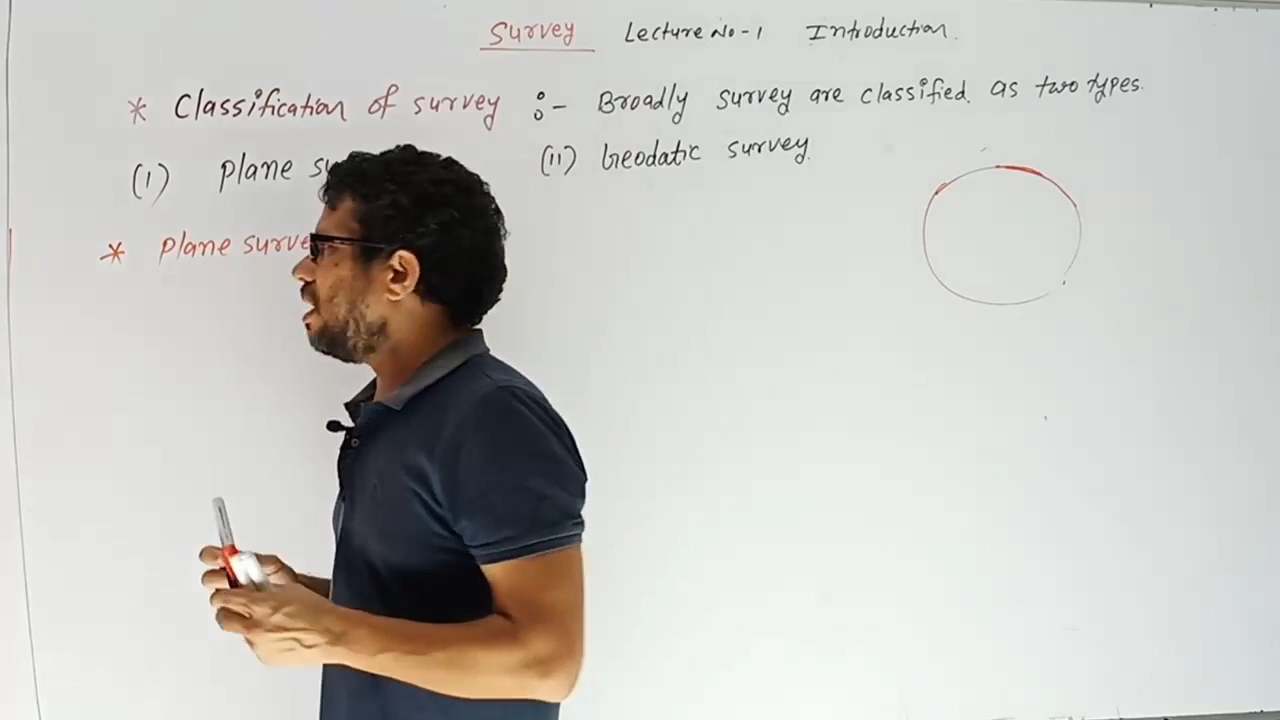 Survey Lecture No-1 Introduction.
* Classification of survey :- Broadly survey are classified as two types.
(I) plane (II) Geodatic survey.
* Plane surve